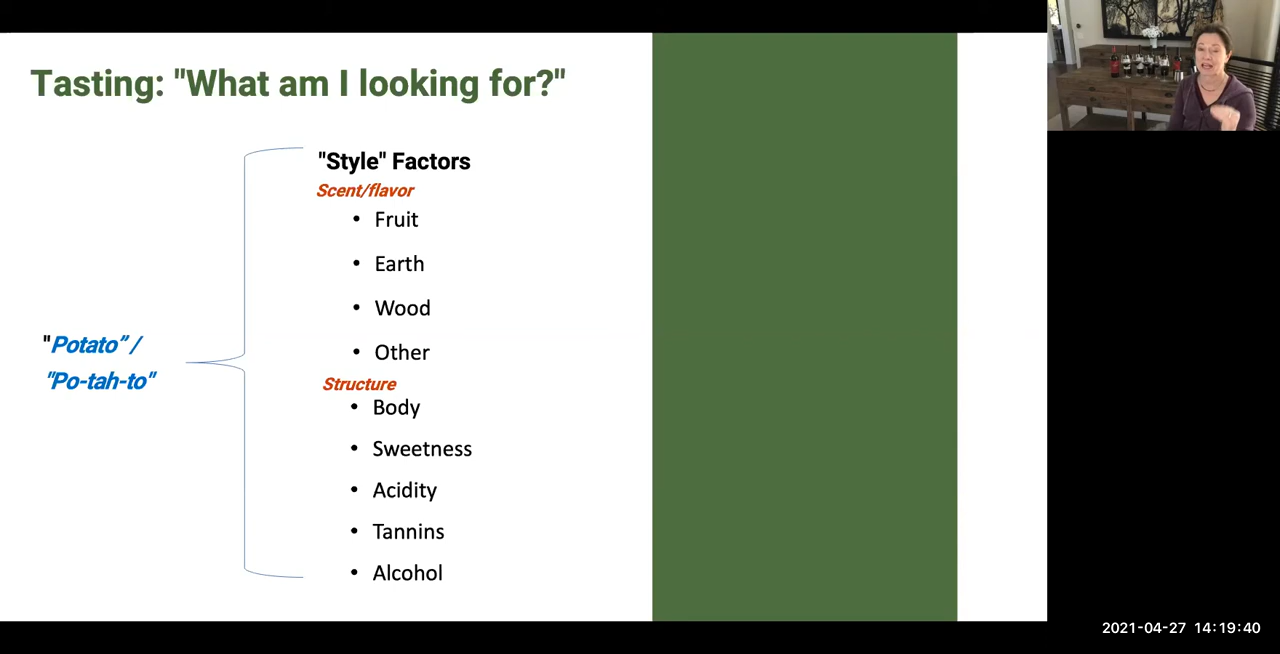 Tasting: "What am I looking for?"
"Style" Factors
Scent/flavor
• Fruit
• Earth
• Wood
• Other
"Potato” /
"Po-tah-to"
Structure
• Body
• Sweetness
• Acidity
• Tannins
• Alcohol
2021-04-27 14:19:40